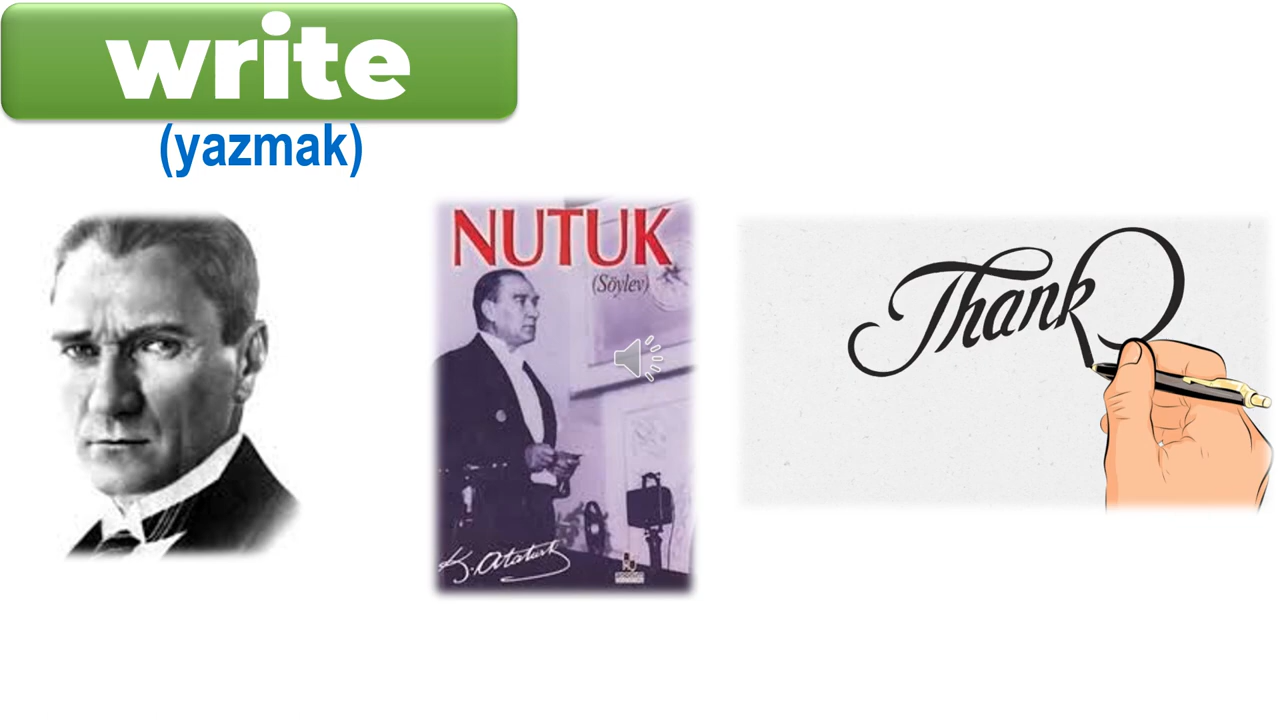 write
(yazmak)
NUTUK
(Söylev)
K. Atatürk
Thank